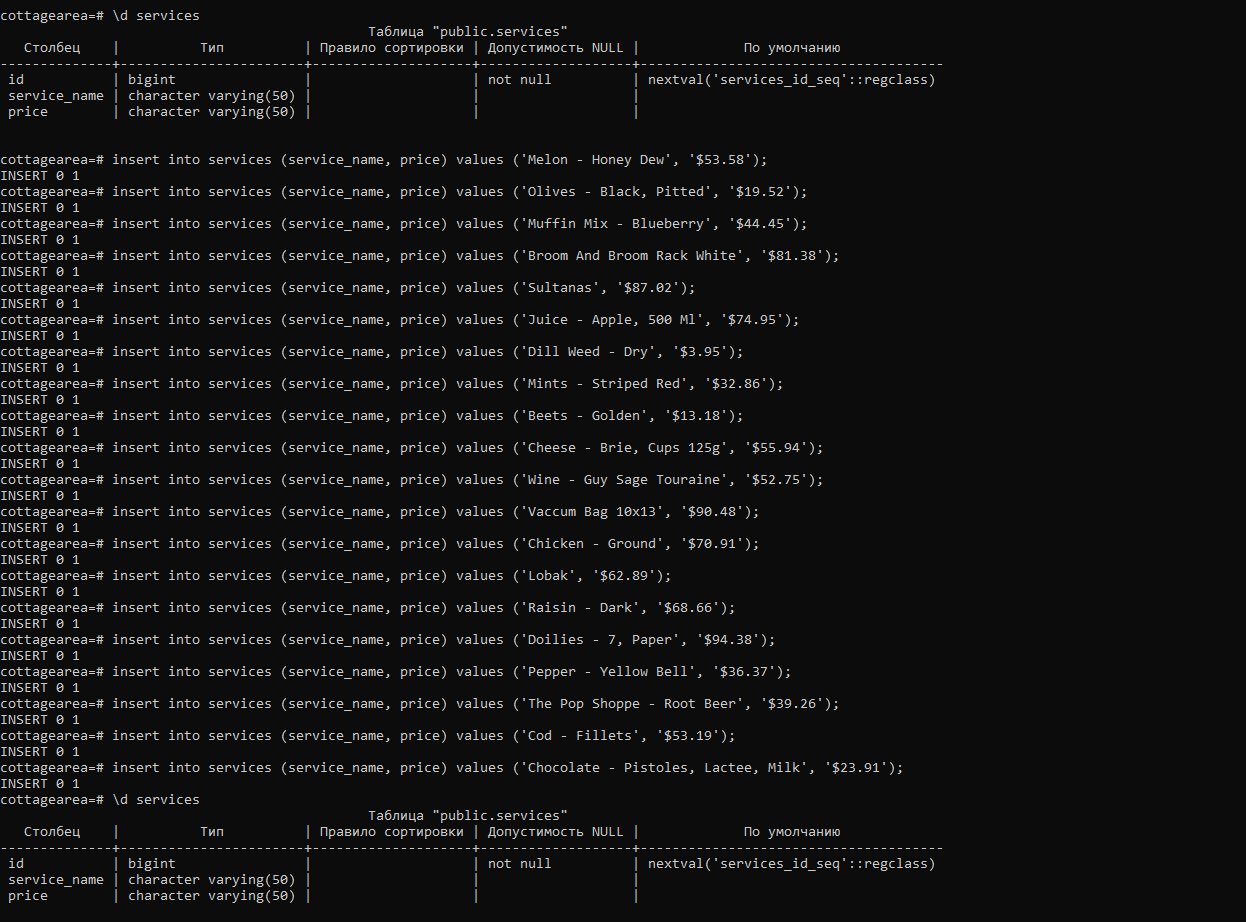 cottagearea=# \d services
Таблица "public.services"
Столбец | Тип | Правило сортировки | Допустимость NULL | По умолчанию
--------------+-----------------------+--------------------+-------------------+--------------------------------------
id | bigint | | not null | nextval('services_id_seq'::regclass)
service_name | character varying(50) | | |
price | character varying(50) | | |
cottagearea=# insert into services (service_name, price) values ('Melon - Honey Dew', '$53.58');
INSERT 0 1
cottagearea=# insert into services (service_name, price) values ('Olives - Black, Pitted', '$19.52');
INSERT 0 1
cottagearea=# insert into services (service_name, price) values ('Muffin Mix - Blueberry', '$44.45');
INSERT 0 1
cottagearea=# insert into services (service_name, price) values ('Broom And Broom Rack White', '$81.38');
INSERT 0 1
cottagearea=# insert into services (service_name, price) values ('Sultanas', '$87.02');
INSERT 0 1
cottagearea=# insert into services (service_name, price) values ('Juice - Apple, 500 Ml', '$74.95');
INSERT 0 1
cottagearea=# insert into services (service_name, price) values ('Dill Weed - Dry', '$3.95');
INSERT 0 1
cottagearea=# insert into services (service_name, price) values ('Mints - Striped Red', '$32.86');
INSERT 0 1
cottagearea=# insert into services (service_name, price) values ('Beets - Golden', '$13.18');
INSERT 0 1
cottagearea=# insert into services (service_name, price) values ('Cheese - Brie, Cups 125g', '$55.94');
INSERT 0 1
cottagearea=# insert into services (service_name, price) values ('Wine - Guy Sage Touraine', '$52.75');
INSERT 0 1
cottagearea=# insert into services (service_name, price) values ('Vaccum Bag 10x13', '$90.48');
INSERT 0 1
cottagearea=# insert into services (service_name, price) values ('Chicken - Ground', '$70.91');
INSERT 0 1
cottagearea=# insert into services (service_name, price) values ('Lobak', '$62.89');
INSERT 0 1
cottagearea=# insert into services (service_name, price) values ('Raisin - Dark', '$68.66');
INSERT 0 1
cottagearea=# insert into services (service_name, price) values ('Doilies - 7, Paper', '$94.38');
INSERT 0 1
cottagearea=# insert into services (service_name, price) values ('Pepper - Yellow Bell', '$36.37');
INSERT 0 1
cottagearea=# insert into services (service_name, price) values ('The Pop Shoppe - Root Beer', '$39.26');
INSERT 0 1
cottagearea=# insert into services (service_name, price) values ('Cod - Fillets', '$53.19');
INSERT 0 1
cottagearea=# insert into services (service_name, price) values ('Chocolate - Pistoles, Lactee, Milk', '$23.91');
INSERT 0 1
cottagearea=# \d services
Таблица "public.services"
Столбец | Тип | Правило сортировки | Допустимость NULL | По умолчанию
--------------+-----------------------+--------------------+-------------------+--------------------------------------
id | bigint | | not null | nextval('services_id_seq'::regclass)
service_name | character varying(50) | | |
price | character varying(50) | | |